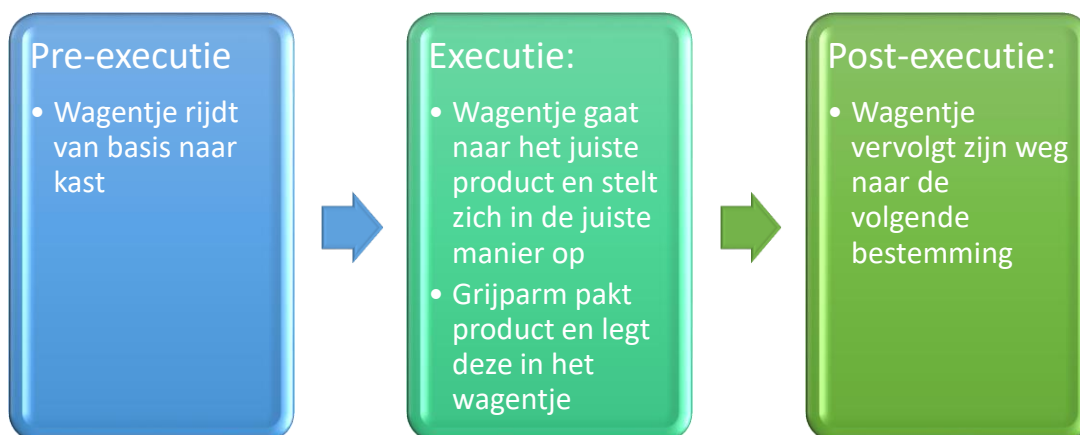 Pre-executie
• Wagentje rijdt
van basis naar
kast
Executie:
• Wagentje gaat
naar het juiste
product en stelt
zich in de juiste
manier op
• Grijparm pakt
product en legt
deze in het
wagentje
Post-executie:
• Wagentje
vervolgt zijn weg
naar de
volgende
bestemming